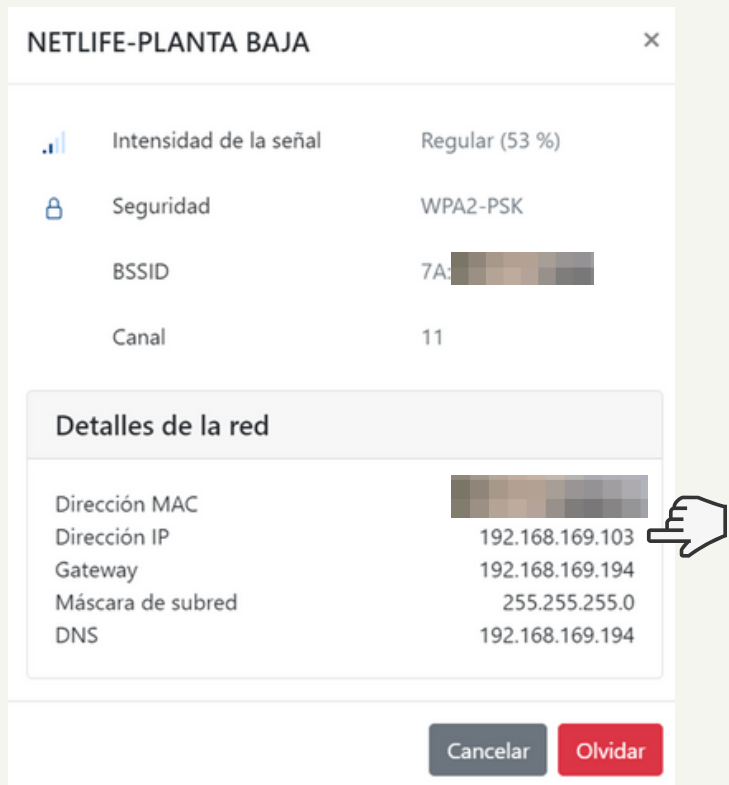 NETLIFE-PLANTA BAJA ×
Intensidad de la señal Regular (53 %)
Seguridad WPA2-PSK
BSSID 7A:
Canal 11
Detalles de la red
Dirección MAC
Dirección IP 192.168.169.103
Gateway 192.168.169.194
Máscara de subred 255.255.255.0
DNS 192.168.169.194
Cancelar Olvidar